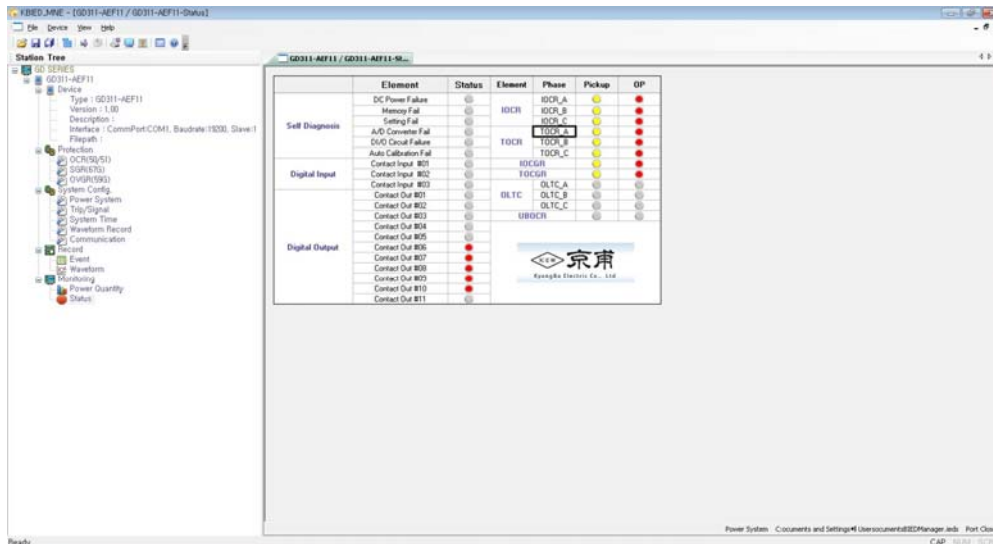 KBIED_MNE - [GD311-AEF11 / GD311-AEF11-Status]
File Device View Help
Station Tree
GD311-AEF11 / GD311-AEF11-St...
GD SERIES
GD311-AEF11
Device
Type : GD311-AEF11
Version : 1,00
Description :
Interface : CommPort:COM1, Baudrate:19200, Slave:1
Filepath :
Protection
OCR(50/51)
SGR(67G)
OVGR(59G)
System Config.
Power System
Trip/Signal
System Time
Waveform Record
Communication
Record
Event
Waveform
Monitoring
Power Quantity
Status
Element Status Element Phase Pickup OP
Self Diagnosis
DC Power Failure
Memory Fail
Setting Fail
A/D Converter Fail
DI/O Circuit Failure
Auto Calibration Fail
Digital Input
Contact Input #01
Contact Input #02
Contact Input #03
Digital Output
Contact Out #01
Contact Out #02
Contact Out #03
Contact Out #04
Contact Out #05
Contact Out #06
Contact Out #07
Contact Out #08
Contact Out #09
Contact Out #10
Contact Out #11
IOCR
IOCR_A
IOCR_B
IOCR_C
TOCR
TOCR_A
TOCR_B
TOCR_C
IOCGR
TOCGR
OLTC
OLTC_A
OLTC_B
OLTC_C
UBOCR
NEW 京甫
KyongBo Electric Co., Ltd
Power System
Ready
CAP NUM SCR